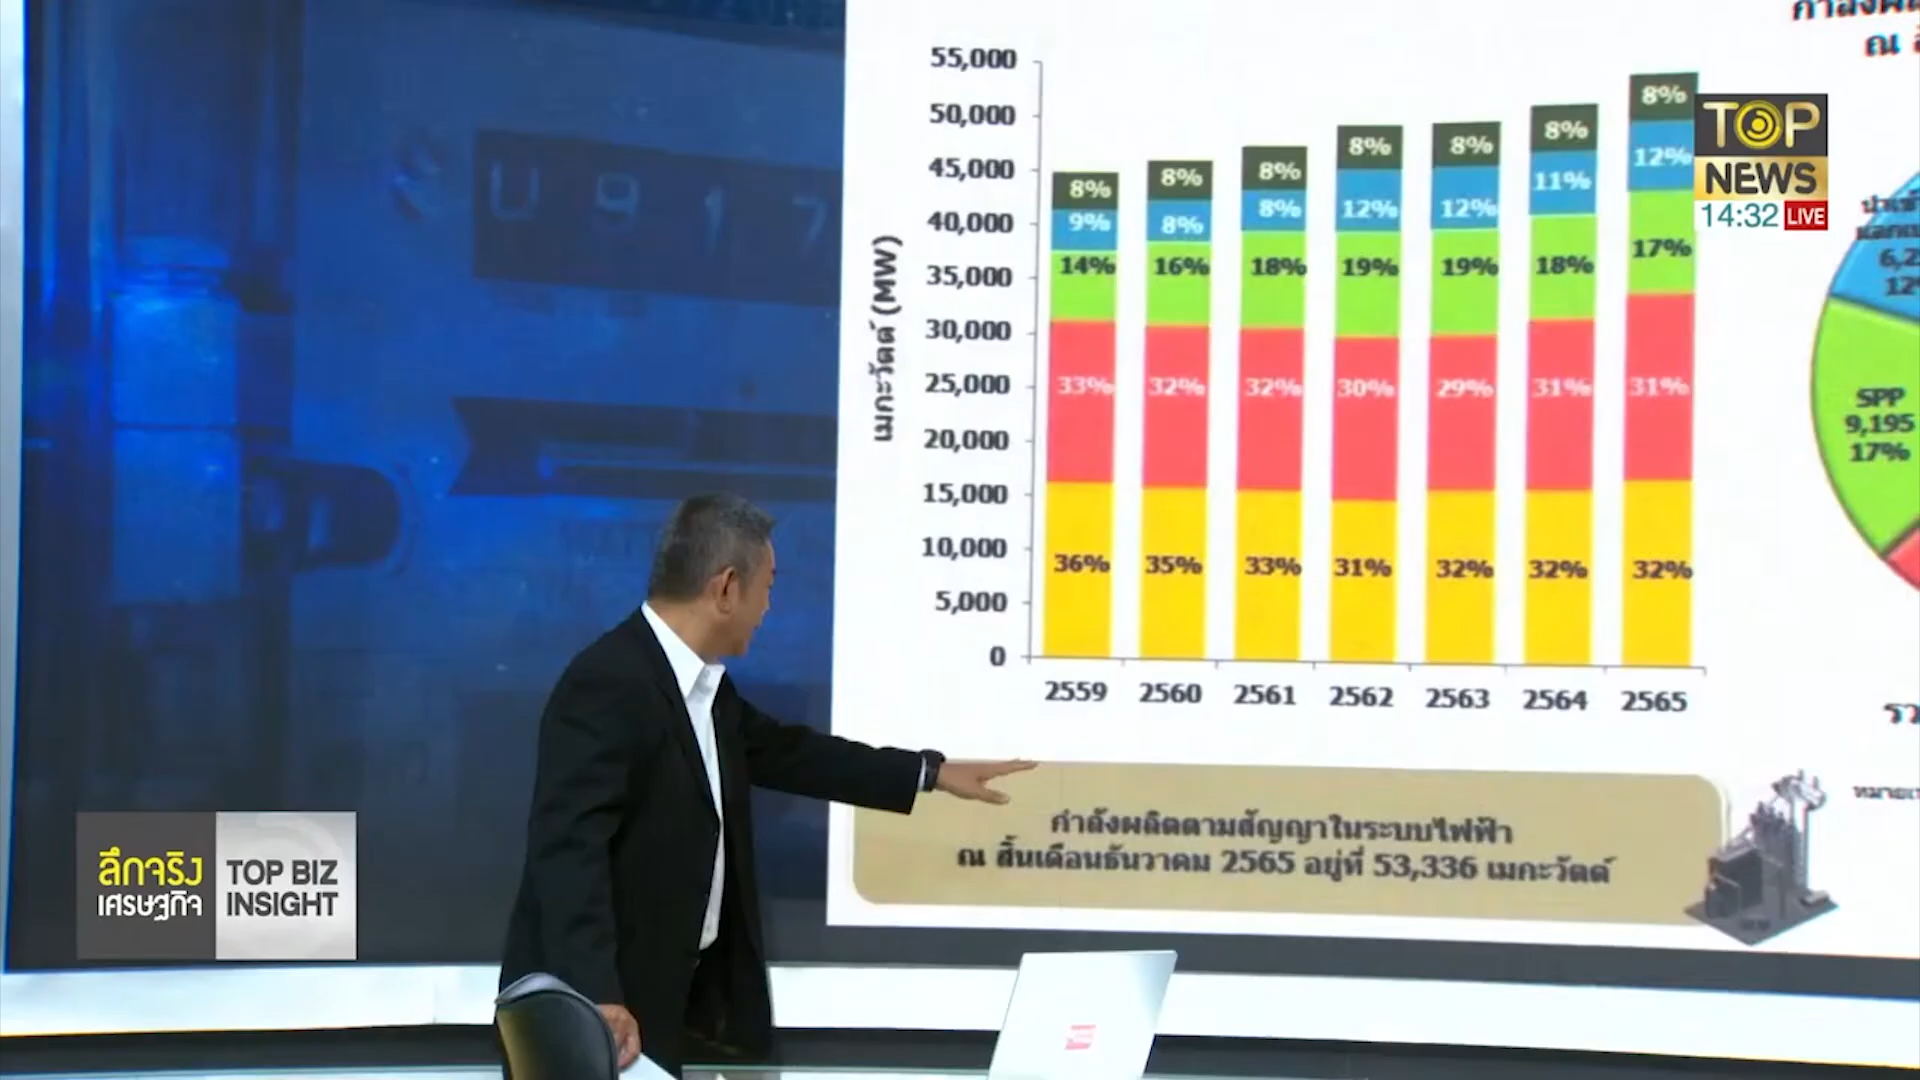 55,000
50,000
45,000
40,000
35,000
30,000
25,000
20,000
15,000
10,000
5,000
0
เมกะวัตต์ (MW)
8% 8% 8% 8% 8% 8% 8%
9% 8% 8% 12% 12% 11% 12%
14% 16% 18% 19% 19% 18% 17%
33% 32% 32% 30% 29% 31% 31%
36% 35% 33% 31% 32% 32% 32%
2559 2560 2561 2562 2563 2564 2565
กำลังผลิตตามสัญญาในระบบไฟฟ้า
ณ สิ้นเดือนธันวาคม 2565 อยู่ที่ 53,336 เมกะวัตต์
ณ
TOP
NEWS
14:32 LIVE
SPP
9,195
17%
ลึกจริง
เศรษฐกิจ
TOP BIZ
INSIGHT